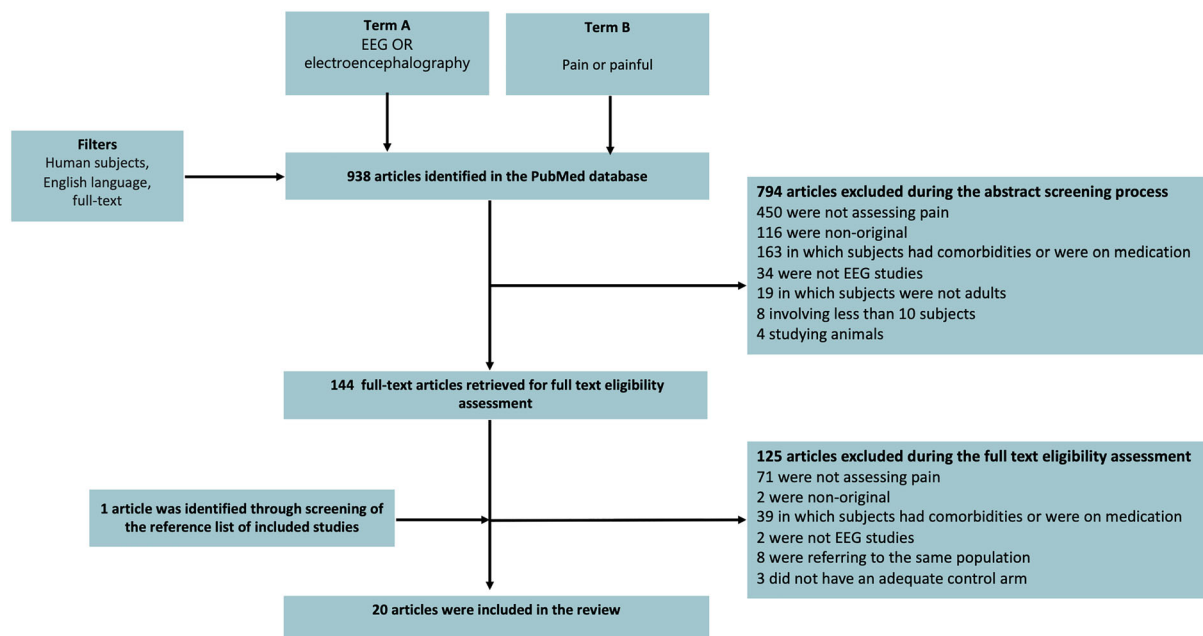 Term A
EEG OR
electroencephalography
Term B
Pain or painful
Filters
Human subjects,
English language,
full-text
938 articles identified in the PubMed database
794 articles excluded during the abstract screening process
450 were not assessing pain
116 were non-original
163 in which subjects had comorbidities or were on medication
34 were not EEG studies
19 in which subjects were not adults
8 involving less than 10 subjects
4 studying animals
144 full-text articles retrieved for full text eligibility
assessment
125 articles excluded during the full text eligibility assessment
71 were not assessing pain
2 were non-original
39 in which subjects had comorbidities or were on medication
2 were not EEG studies
8 were referring to the same population
3 did not have an adequate control arm
1 article was identified through screening of
the reference list of included studies
20 articles were included in the review